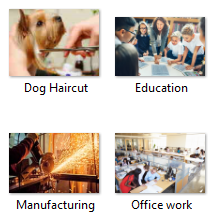 Dog Haircut
Education
Manufacturing
Office work